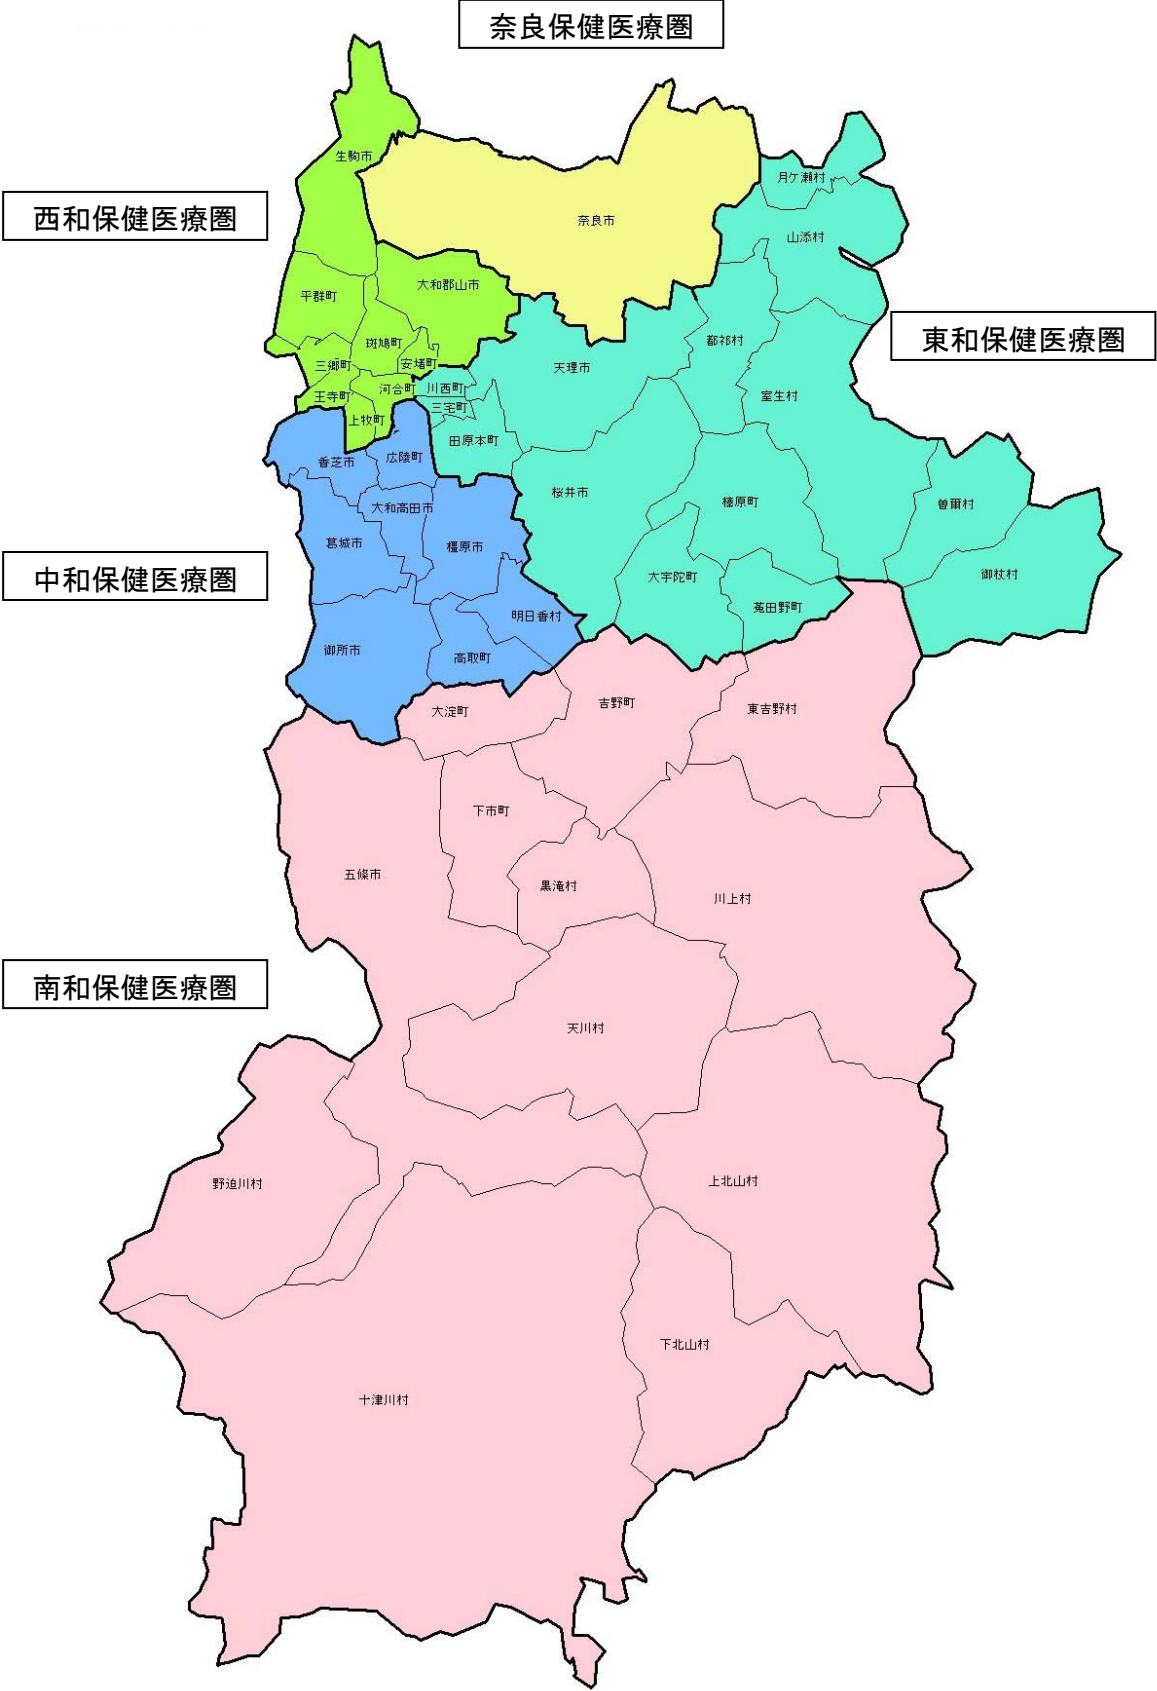 奈良保健医療圏
生駒市
月ケ瀬村
西和保健医療圏
奈良市
山添村
大和郡山市
平群町
東和保健医療圏
斑鳩町
都祁村
三郷町
安堵町
天理市
河合町
川西町
王寺町
室生村
三宅町
上牧町
田原本町
広陵町
香芝市
桜井市
榛原町
曽爾村
大和高田市
葛城市
橿原市
中和保健医療圏
大宇陀町
御杖村
菟田野町
明日香村
御所市
高取町
吉野町
大淀町
東吉野村
下市町
五條市
黒滝村
川上村
南和保健医療圏
天川村
野迫川村
上北山村
下北山村
十津川村